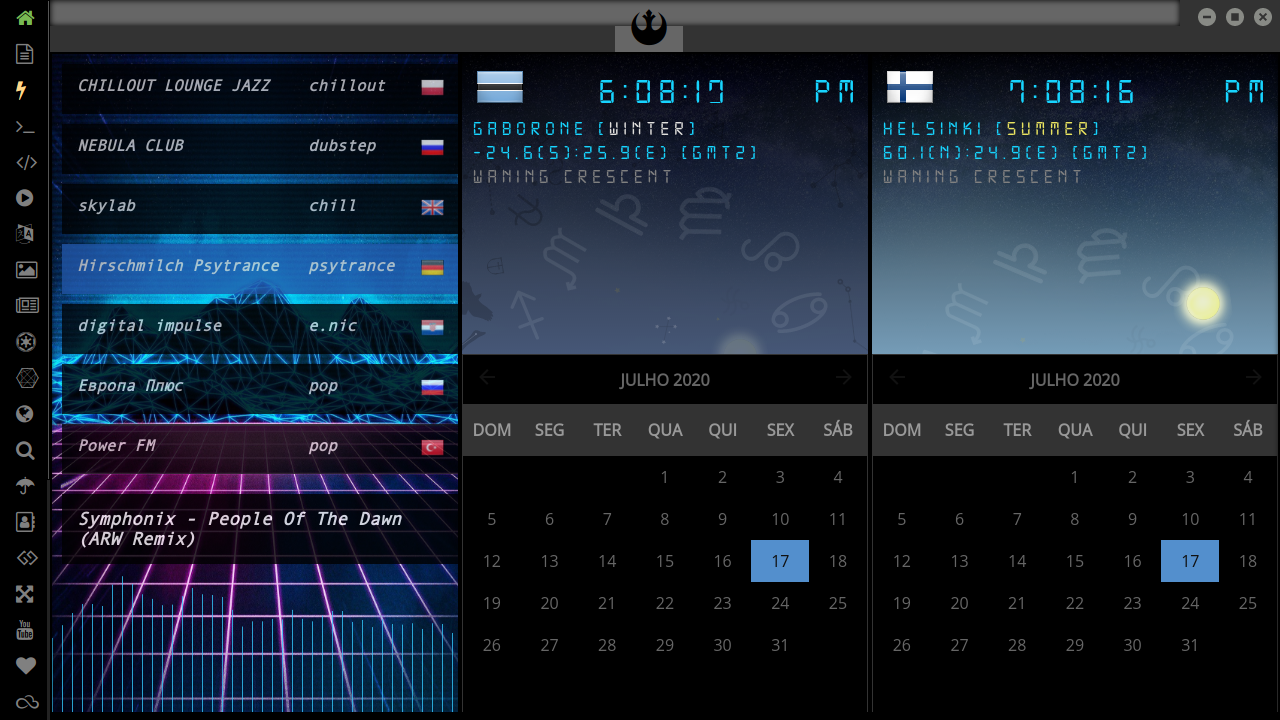 CHILLOUT LOUNGE JAZZ chillout
NEBULA CLUB dubstep
skylab chill
Hirschmilch Psytrance psytrance
digital impulse e.nic
Европа Плюс pop
Power FM pop
Symphonix - People Of The Dawn
(ARW Remix)
6:08:17 PM
GABORONE (WINTER)
-24.6(S):25.9(E) (GMT2)
WANING CRESCENT
JULHO 2020
DOM SEG TER QUA QUI SEX SÁB
1 2 3 4
5 6 7 8 9 10 11
12 13 14 15 16 17 18
19 20 21 22 23 24 25
26 27 28 29 30 31
7:08:16 PM
HELSINKI (SUMMER)
60.1(N):24.9(E) (GMT2)
WANING CRESCENT
JULHO 2020
DOM SEG TER QUA QUI SEX SÁB
1 2 3 4
5 6 7 8 9 10 11
12 13 14 15 16 17 18
19 20 21 22 23 24 25
26 27 28 29 30 31
You
Tube